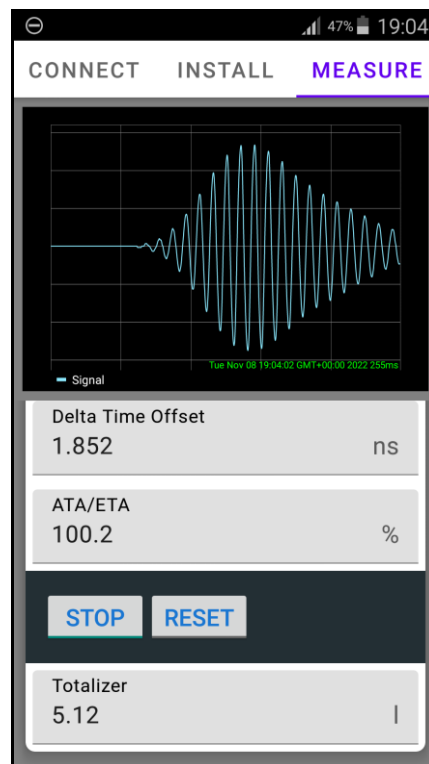 47% 19:04
CONNECT INSTALL MEASURE
Tue Nov 08 19:04:02 GMT+00:00 2022 255ms
Signal
Delta Time Offset
1.852 ns
ATA/ETA
100.2 %
STOP RESET
Totalizer
5.12 l